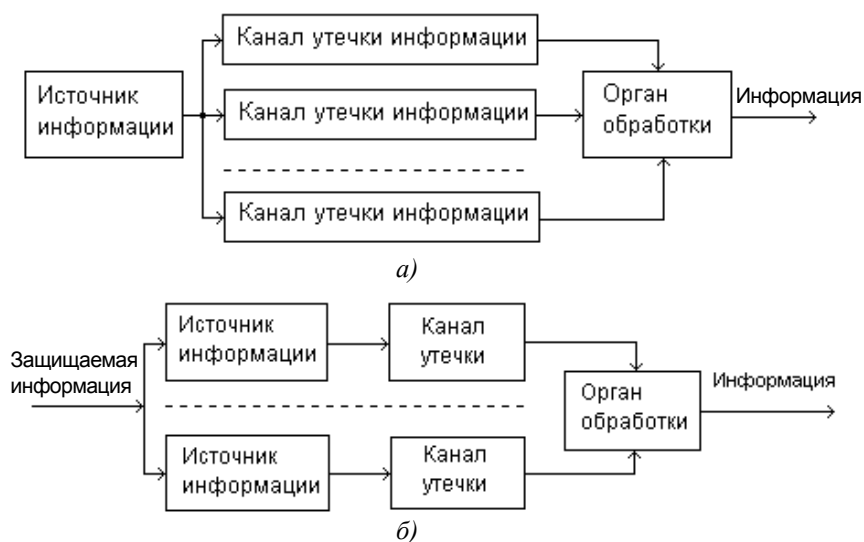 Канал утечки информации
Источник
информации
Канал утечки информации
Орган
обработки
Информация
Канал утечки информации
а)
Защищаемая
информация
Источник
информации
Канал
утечки
Орган
обработки
Информация
Источник
информации
Канал
утечки
б)